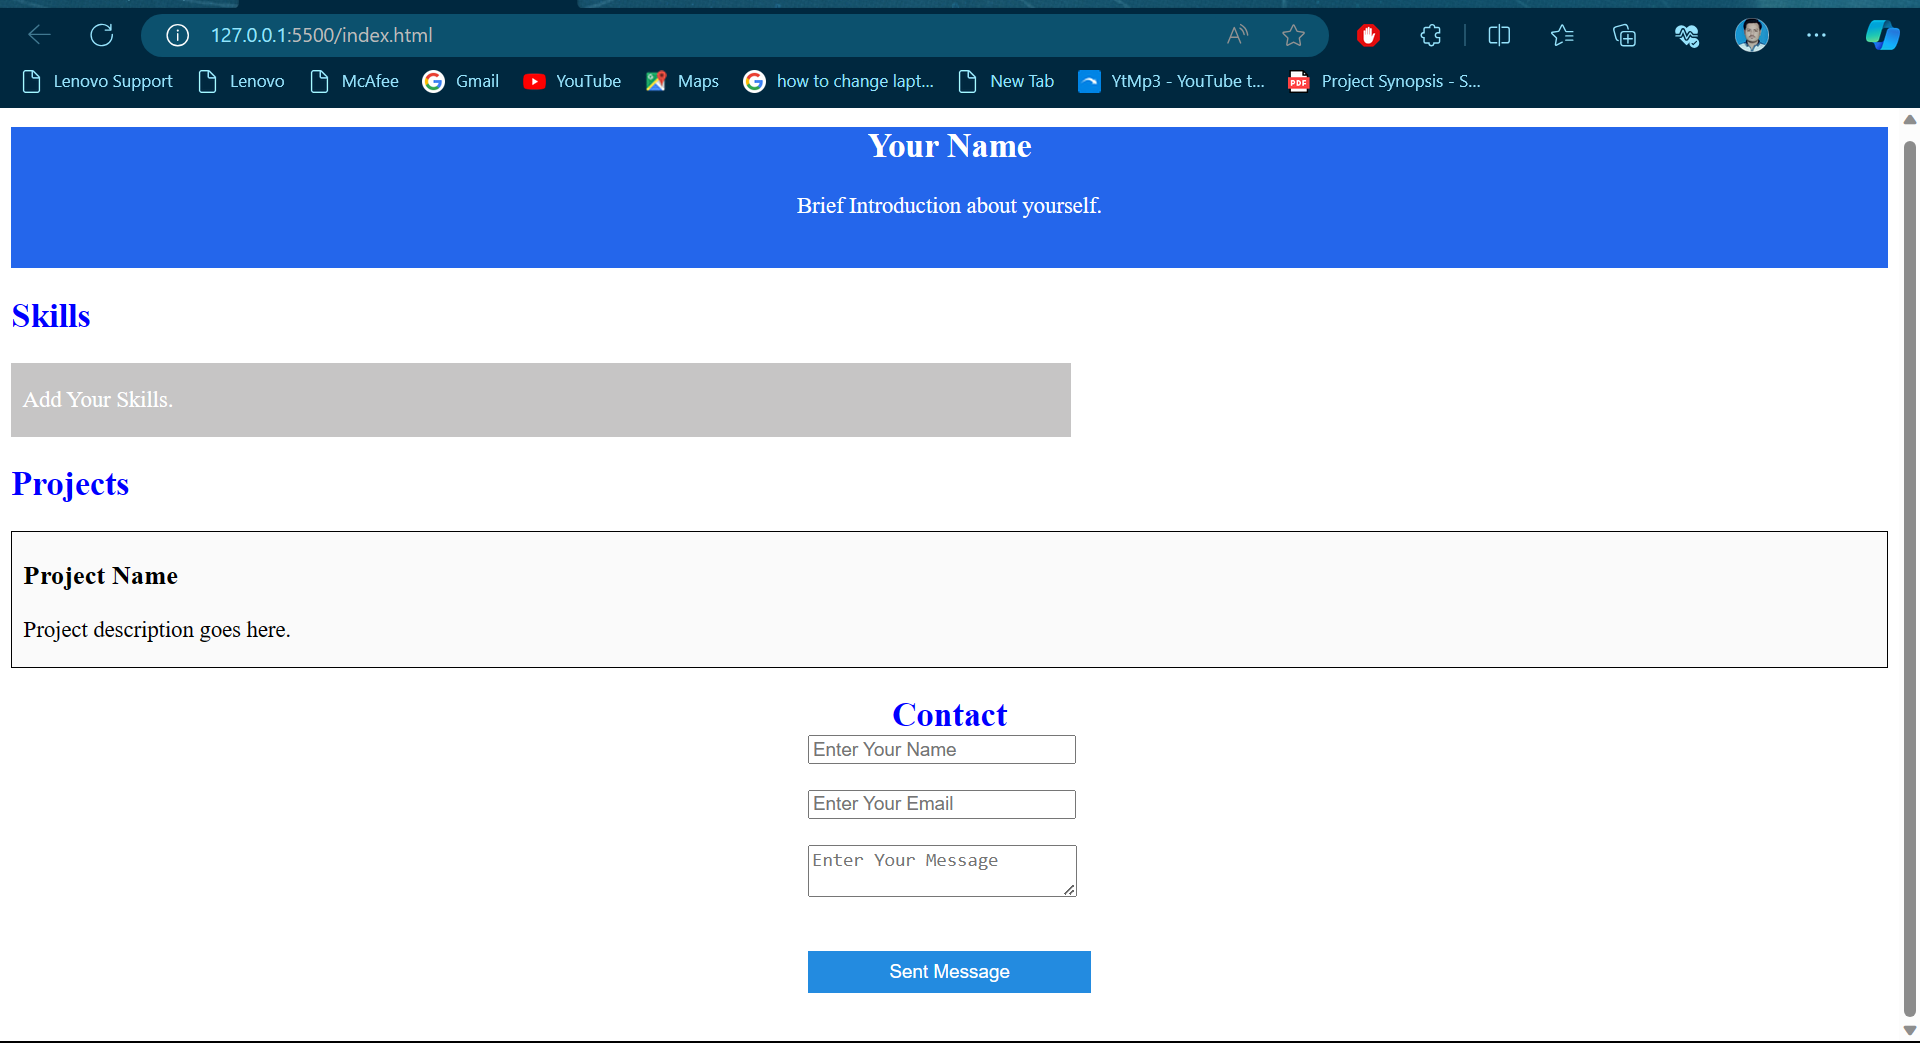 127.0.0.1:5500/index.html
Lenovo Support Lenovo McAfee Gmail YouTube Maps how to change lapt... New Tab YtMp3 - YouTube t... PDF Project Synopsis - S...
Your Name
Brief Introduction about yourself.
Skills
Add Your Skills.
Projects
Project Name
Project description goes here.
Contact
Enter Your Name
Enter Your Email
Enter Your Message
Sent Message